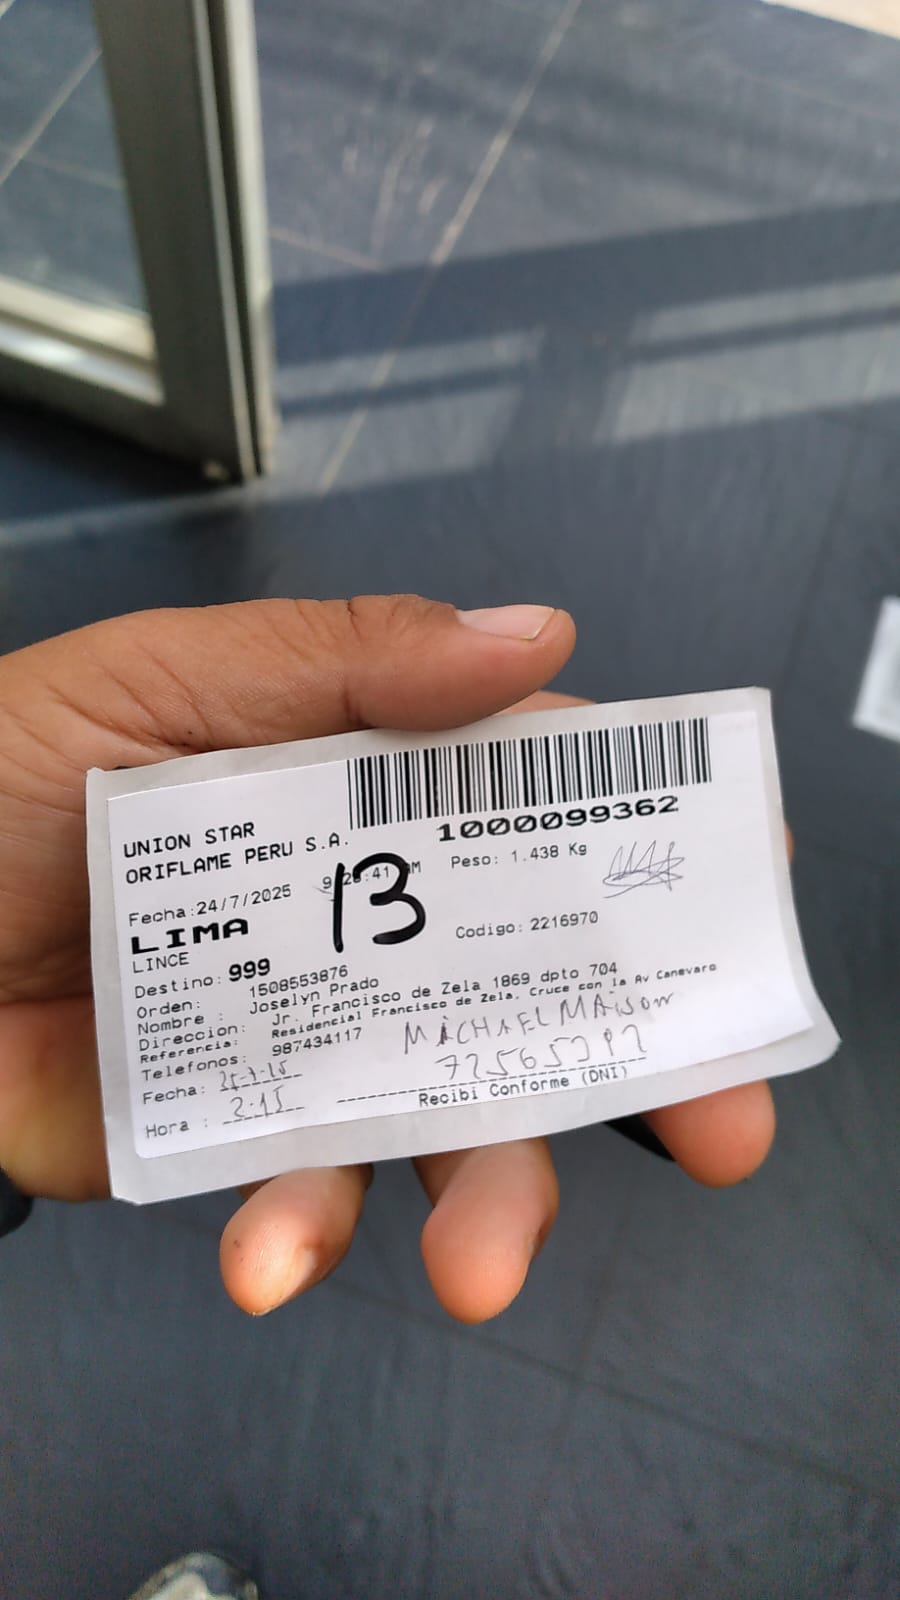 UNION STAR
ORIFLAME PERU S.A.
1000099362
Fecha:24/7/2025
Peso: 1.438 Kg
13
LIMA
LINCE
Codigo: 2216970
Destino: 999
Orden: 1508553876
Nombre : Joselyn Prado
Direccion: Jr. Francisco de Zela 1869 dpto 704
Referencia: Residencial Francisco de Zela. Cruce con la Av Canevaro
Telefonos: 987434117
MICHAEL
Fecha:
Hora : 2:15
Recibi Conforme (DNI)